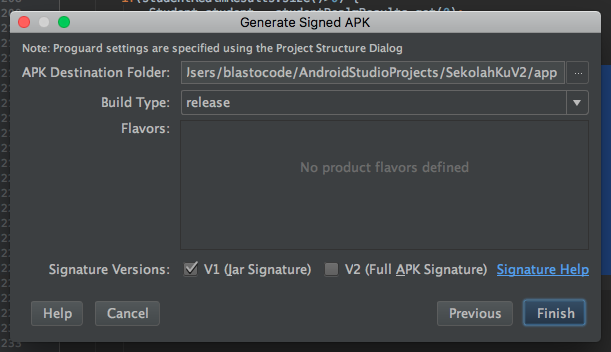 Generate Signed APK
Note: Proguard settings are specified using the Project Structure Dialog
APK Destination Folder: Isers/blastocode/AndroidStudioProjects/SekolahKuV2/app ...
Build Type: release
Flavors:
No product flavors defined
Signature Versions: V1 (Jar Signature) V2 (Full APK Signature) Signature Help
Help Cancel Previous Finish
233